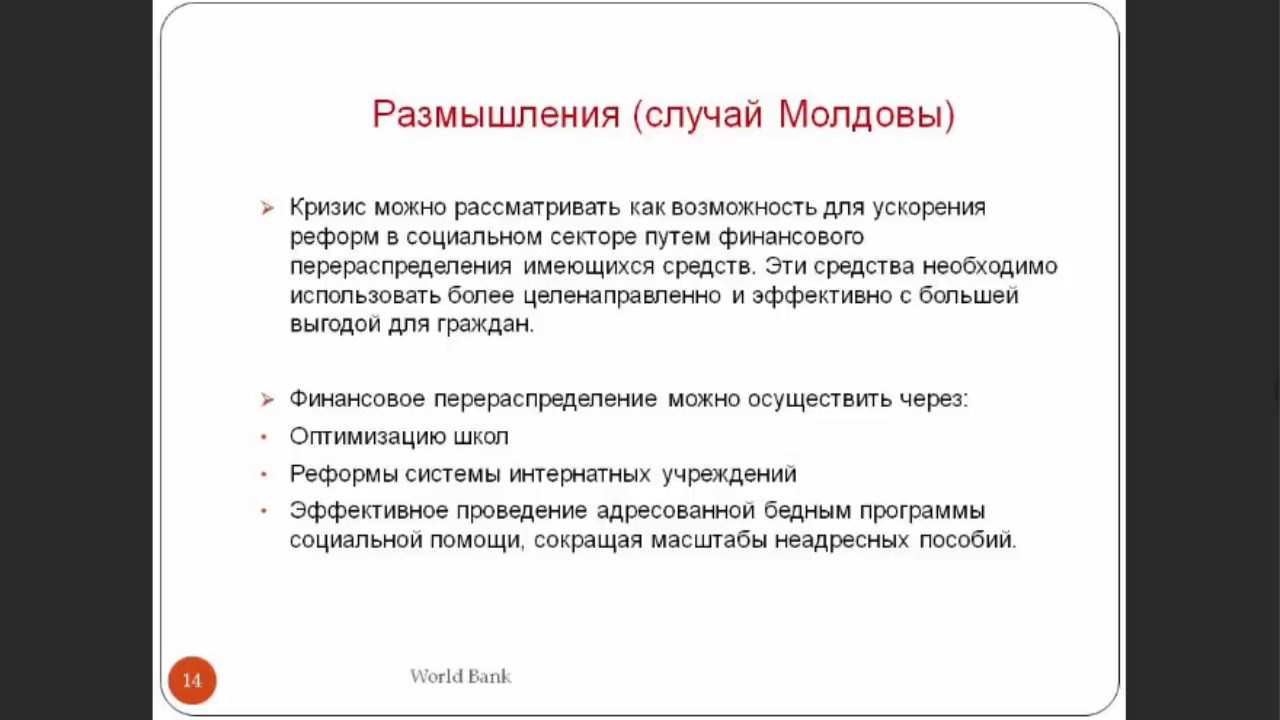 Размышления (случай Молдовы)
➢ Кризис можно рассматривать как возможность для ускорения
реформ в социальном секторе путем финансового
перераспределения имеющихся средств. Эти средства необходимо
использовать более целенаправленно и эффективно с большей
выгодой для граждан.
➢ Финансовое перераспределение можно осуществить через:
• Оптимизацию школ
• Реформы системы интернатных учреждений
• Эффективное проведение адресованной бедным программы
социальной помощи, сокращая масштабы неадресных пособий.
14
World Bank